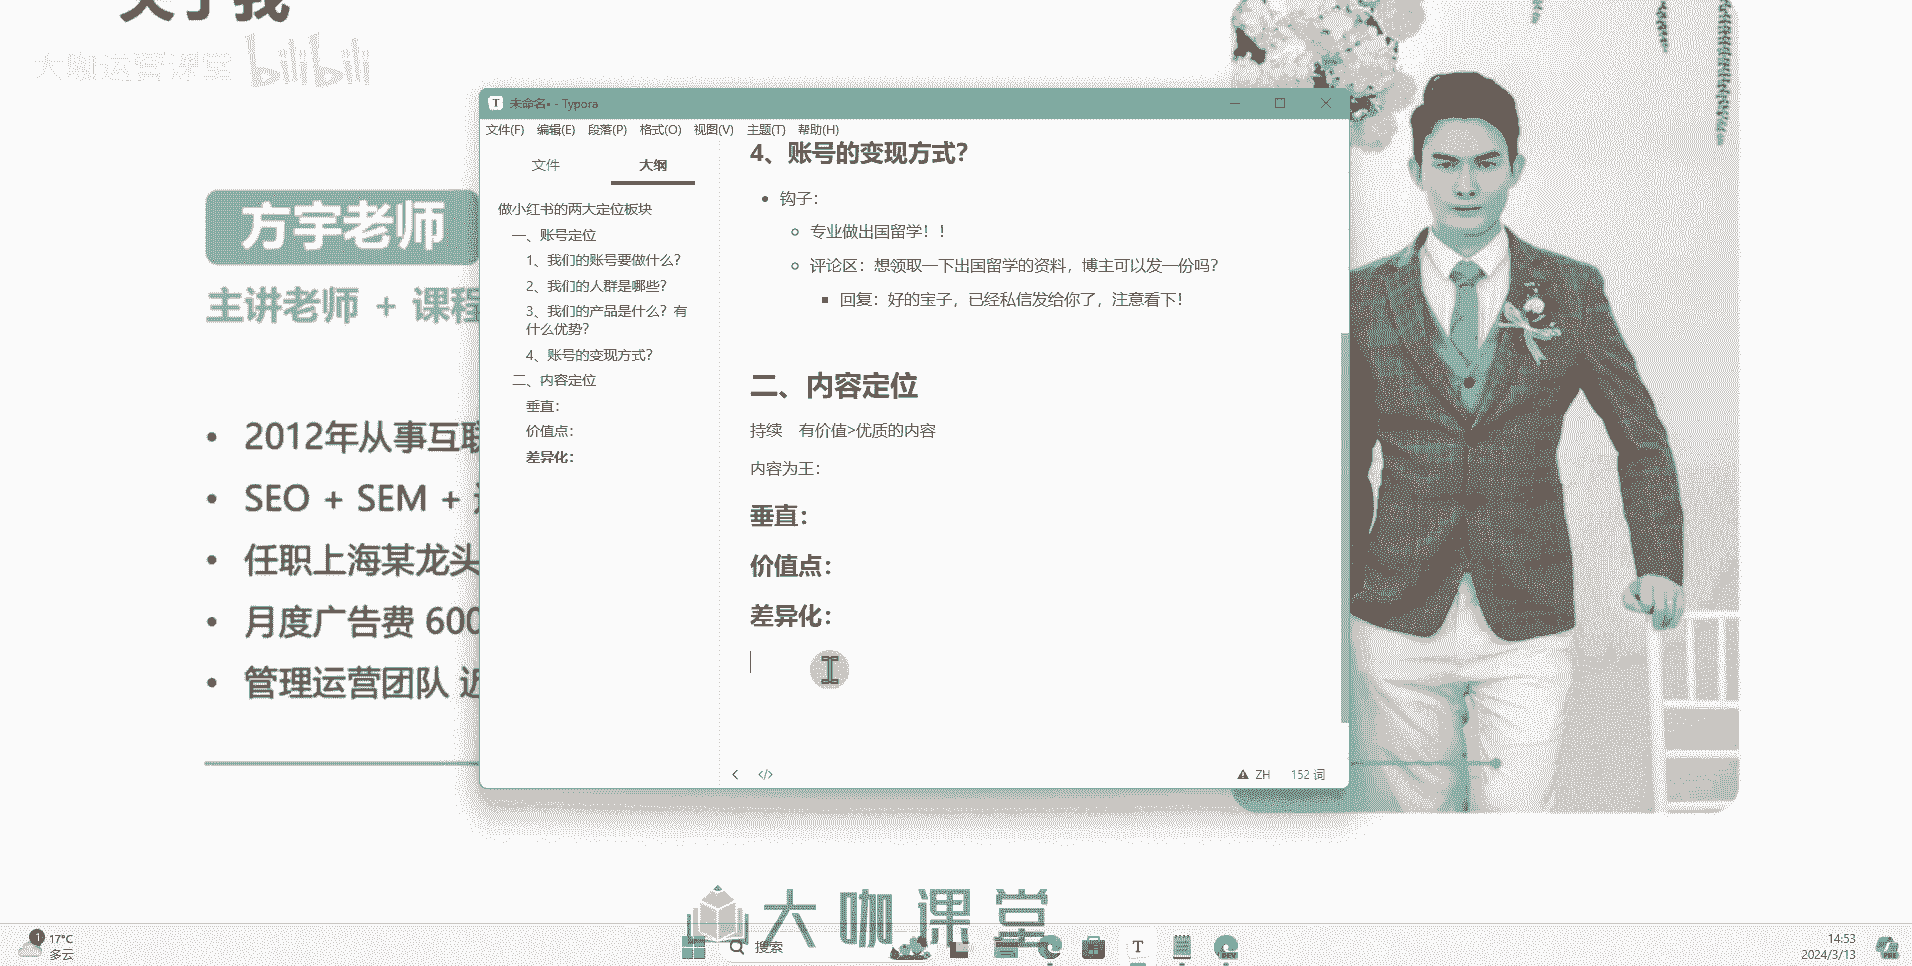 关于我
大咖运营课堂 bilibili
方宇老师
主讲老师 + 课程
• 2012年从事互联
• SEO + SEM +
• 任职上海某龙头
• 月度广告费 600
• 管理运营团队 近
T 未命名• - Typora
文件(F) 编辑(E) 段落(P) 格式(O) 视图(V) 主题(T) 帮助(H)
文件 大纲
做小红书的两大定位板块
一、账号定位
1、我们的账号要做什么？
2、我们的人群是哪些？
3、我们的产品是什么？有
什么优势？
4、账号的变现方式？
二、内容定位
垂直：
价值点：
差异化：
4、账号的变现方式？
• 钩子：
专业做出国留学！！
评论区：想领取一下出国留学的资料，博主可以发一份吗？
回复：好的宝子，已经私信发给你了，注意看下！
二、内容定位
持续 有价值>优质的内容
内容为王：
垂直：
价值点：
差异化：
</> ZH 152 词
大咖课堂
1 17°C
多云
搜索
T
DEV
14:53
2024/3/13
PRE